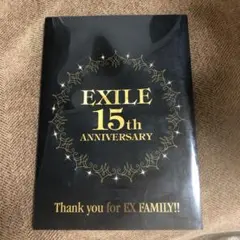 EXILE
15th
ANNIVERSARY
Thank you for EX FAMILY!!